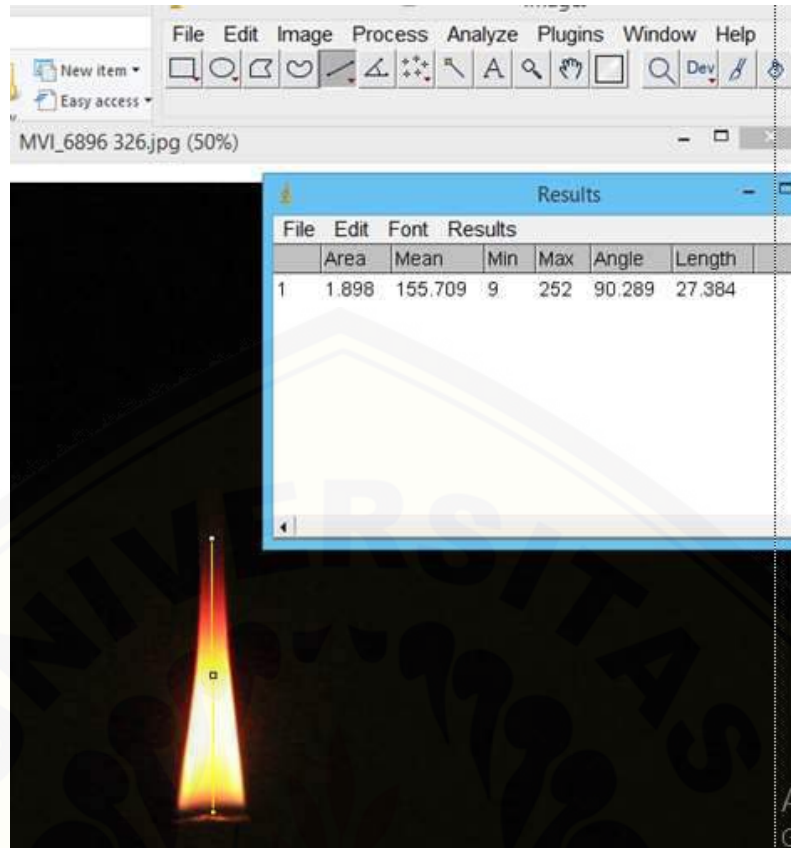 File Edit Image Process Analyze Plugins Window Help
New item
A
Dev
Easy access
MVI_6896 326.jpg (50%)
Results
File Edit Font Results
Area Mean Min Max Angle Length
1 1.898 155.709 9 252 90.289 27.384
UNIVERSITAS